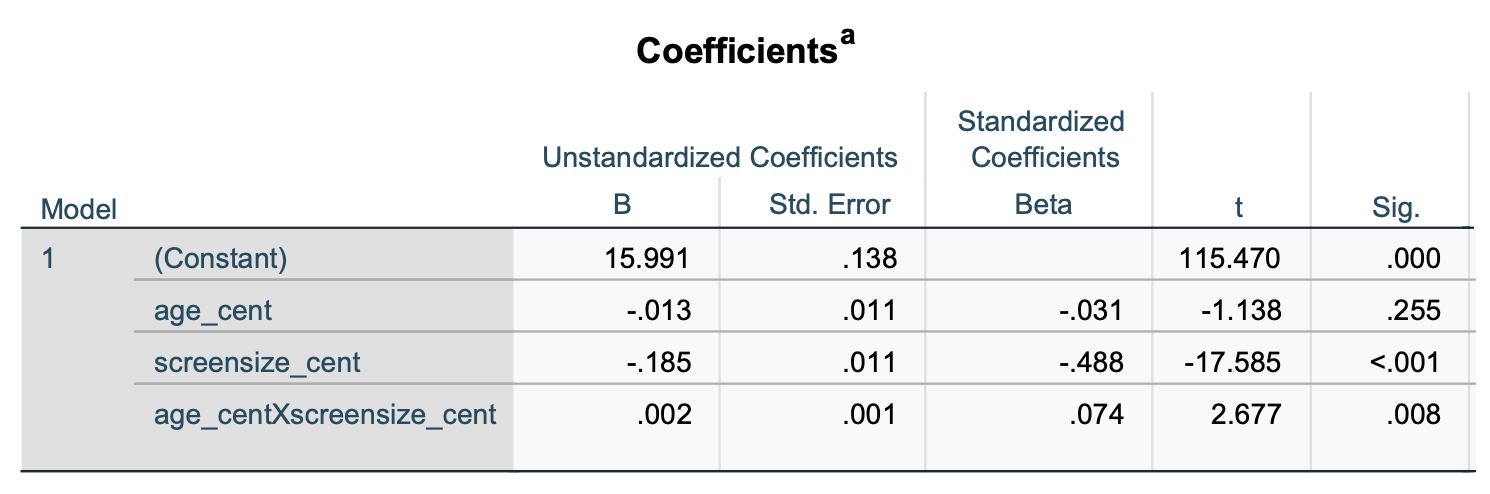 Coefficientsᵃ
Unstandardized Coefficients Standardized Coefficients
Model B Std. Error Beta t Sig.
1 (Constant) 15.991 .138 115.470 .000
age_cent -.013 .011 -.031 -1.138 .255
screensize_cent -.185 .011 -.488 -17.585 <.001
age_centXscreensize_cent .002 .001 .074 2.677 .008